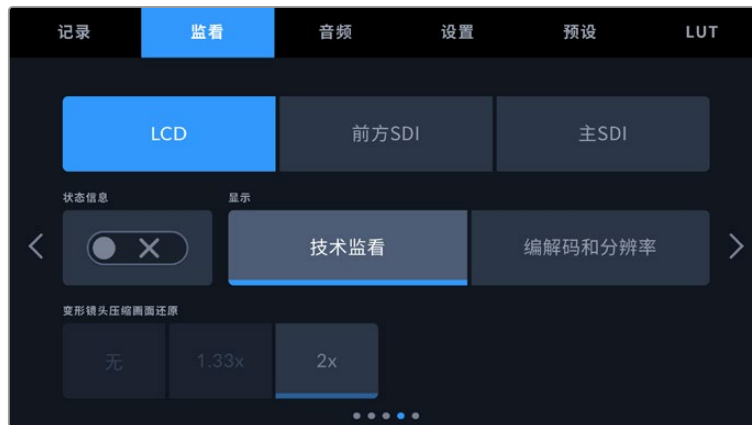 记录 监看 音频 设置 预设 LUT
LCD 前方SDI 主SDI
状态信息 显示
技术监看 编解码和分辨率
变形镜头压缩画面还原
无 1.33x 2x